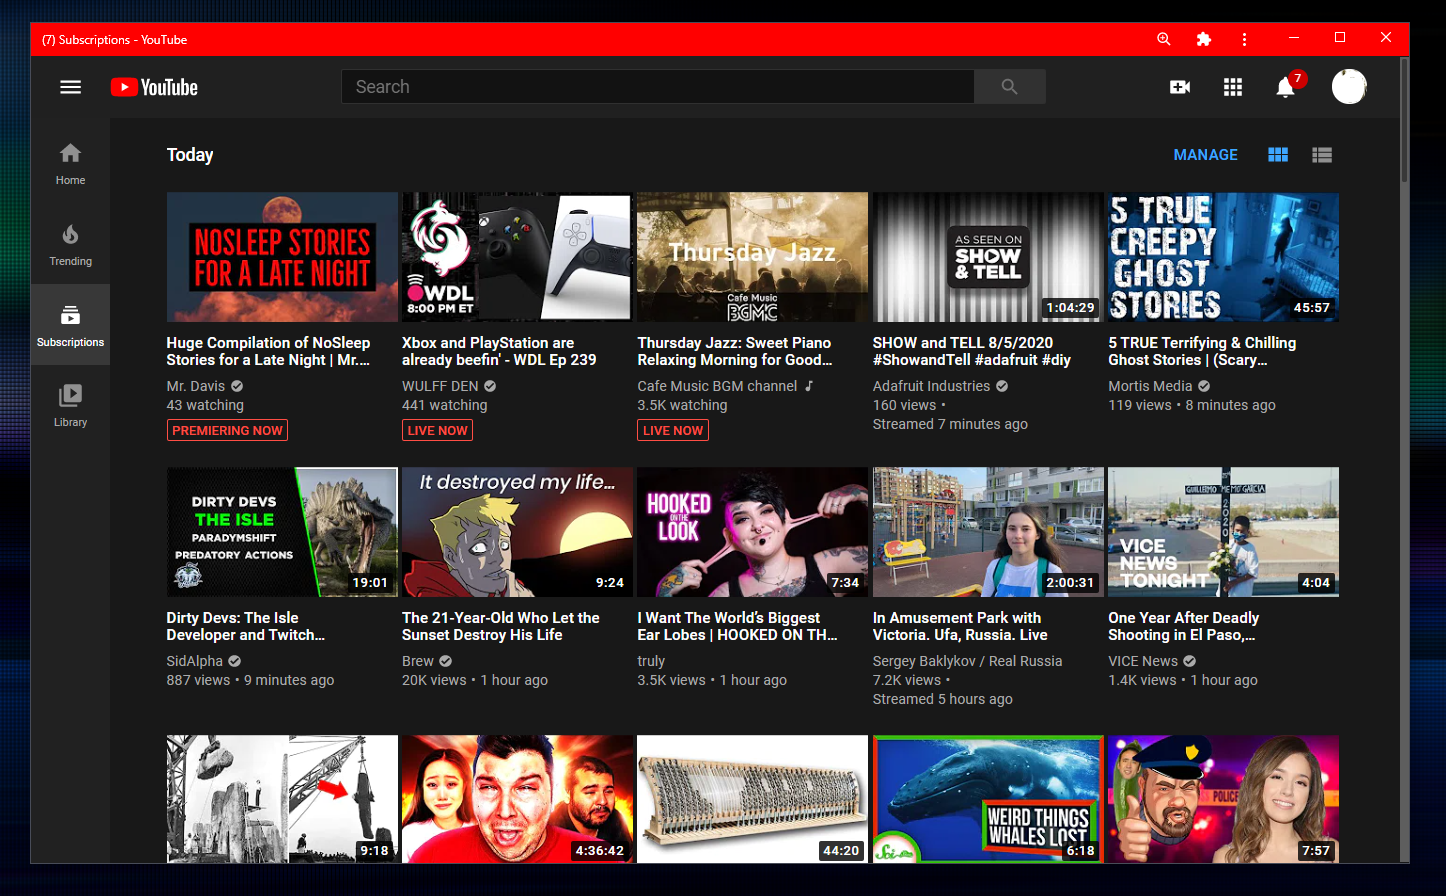 (7) Subscriptions - YouTube
YouTube
Search
7
Home
Trending
Subscriptions
Library
Today
MANAGE
NOSLEEP STORIES
FOR A LATE NIGHT
Huge Compilation of NoSleep
Stories for a Late Night | Mr....
Mr. Davis
43 watching
PREMIERING NOW
WDL
8:00 PM ET
Xbox and PlayStation are
already beefin' - WDL Ep 239
WULFF DEN
441 watching
LIVE NOW
Thursday Jazz
Cafe Music
BGMC
Thursday Jazz: Sweet Piano
Relaxing Morning for Good...
Cafe Music BGM channel
3.5K watching
LIVE NOW
AS SEEN ON
SHOW
& TELL
1:04:29
SHOW and TELL 8/5/2020
#ShowandTell #adafruit #diy
Adafruit Industries
160 views •
Streamed 7 minutes ago
5 TRUE
CREEPY
GHOST
STORIES
45:57
5 TRUE Terrifying & Chilling
Ghost Stories | (Scary...
Mortis Media
119 views • 8 minutes ago
DIRTY DEVS
THE ISLE
PARADYMSHIFT
PREDATORY ACTIONS
19:01
Dirty Devs: The Isle
Developer and Twitch...
SidAlpha
887 views • 9 minutes ago
It destroyed my life...
9:24
The 21-Year-Old Who Let the
Sunset Destroy His Life
Brew
20K views • 1 hour ago
HOOKED
ON THE
LOOK
7:34
I Want The World's Biggest
Ear Lobes | HOOKED ON TH...
truly
3.5K views • 1 hour ago
2:00:31
In Amusement Park with
Victoria. Ufa, Russia. Live
Sergey Baklykov / Real Russia
7.2K views •
Streamed 5 hours ago
GUILLERMO "MEMO" GARCIA
2020
VICE
NEWS
TONIGHT
4:04
One Year After Deadly
Shooting in El Paso,...
VICE News
1.4K views • 1 hour ago
9:18
4:36:42
44:20
WEIRD THINGS
WHALES LOST
Sci
6:18
POLICE
7:57